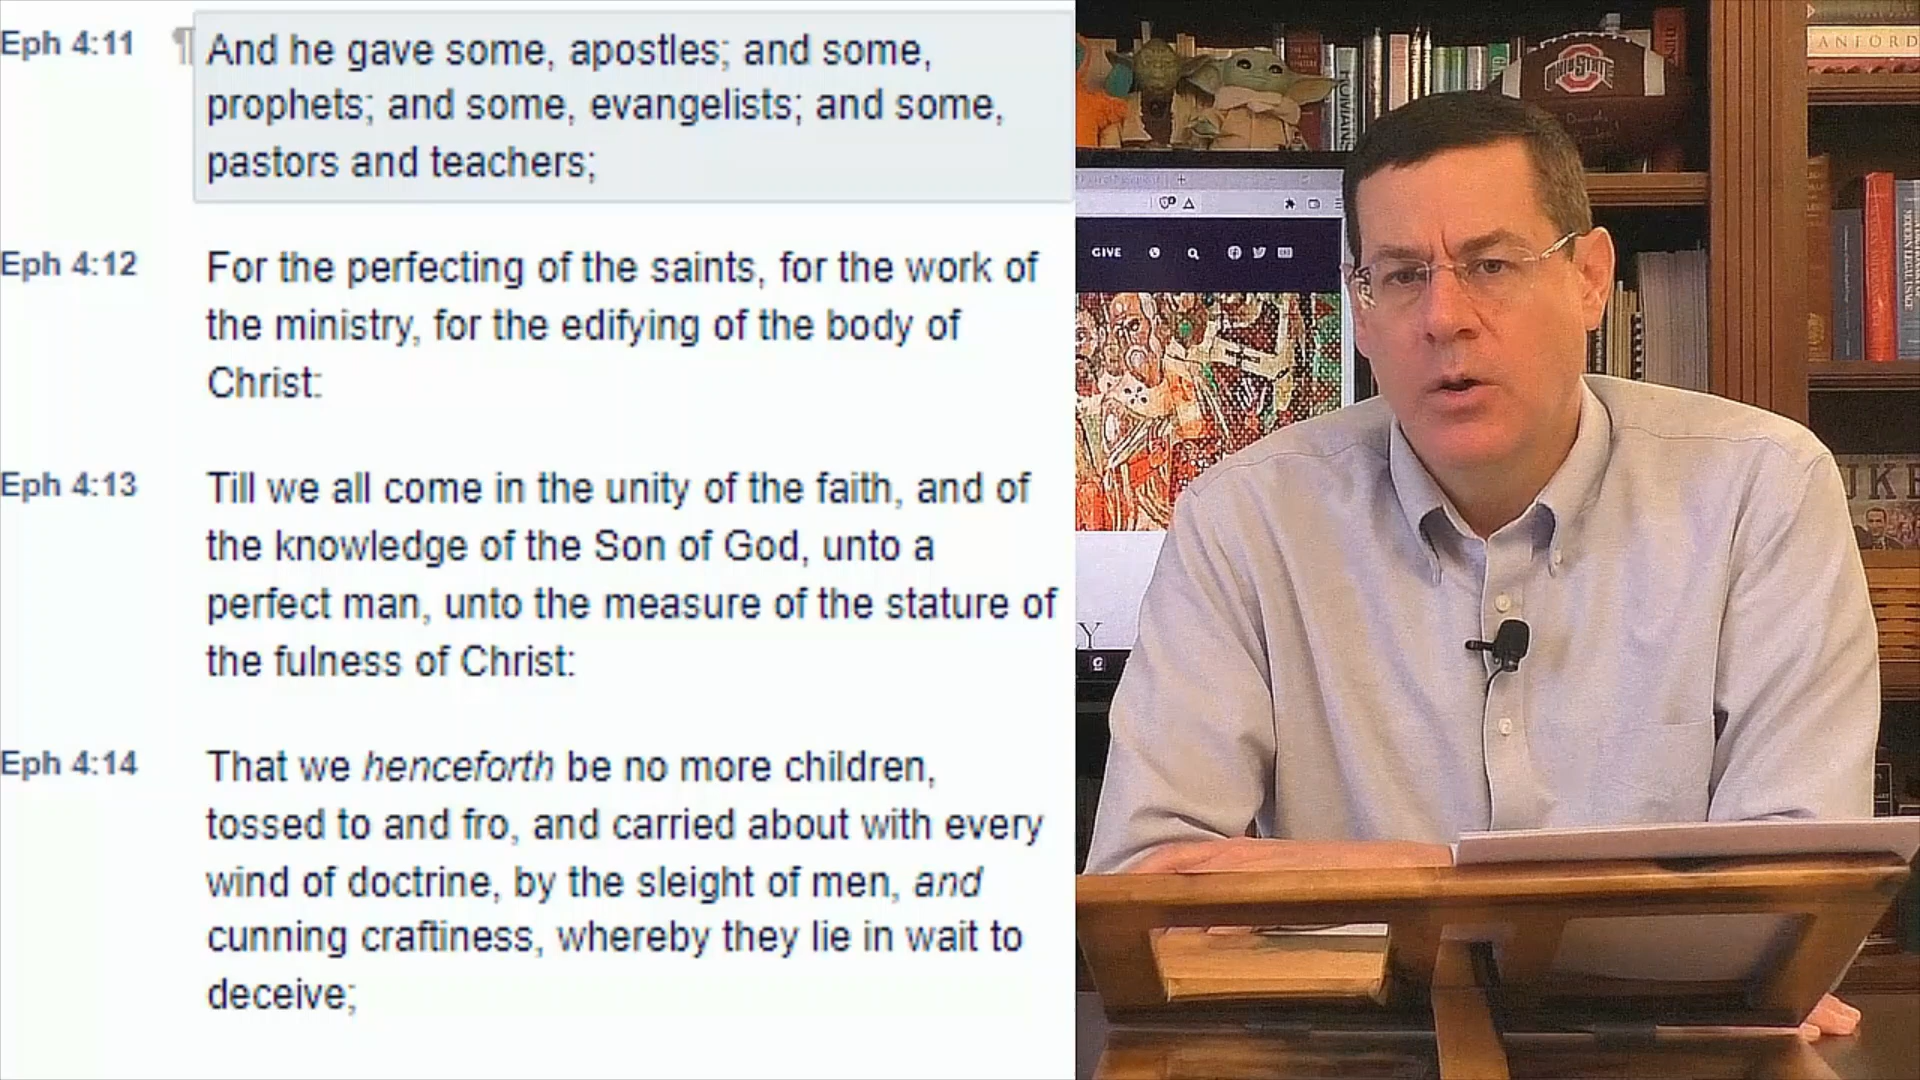 Eph 4:11
¶ And he gave some, apostles; and some,
prophets; and some, evangelists; and some,
pastors and teachers;
Eph 4:12
For the perfecting of the saints, for the work of
the ministry, for the edifying of the body of
Christ:
Eph 4:13
Till we all come in the unity of the faith, and of
the knowledge of the Son of God, unto a
perfect man, unto the measure of the stature of
the fulness of Christ:
Eph 4:14
That we henceforth be no more children,
tossed to and fro, and carried about with every
wind of doctrine, by the sleight of men, and
cunning craftiness, whereby they lie in wait to
deceive;
ROMANS
OHIO STATE
ANFORD
GIVE
Y
UKE